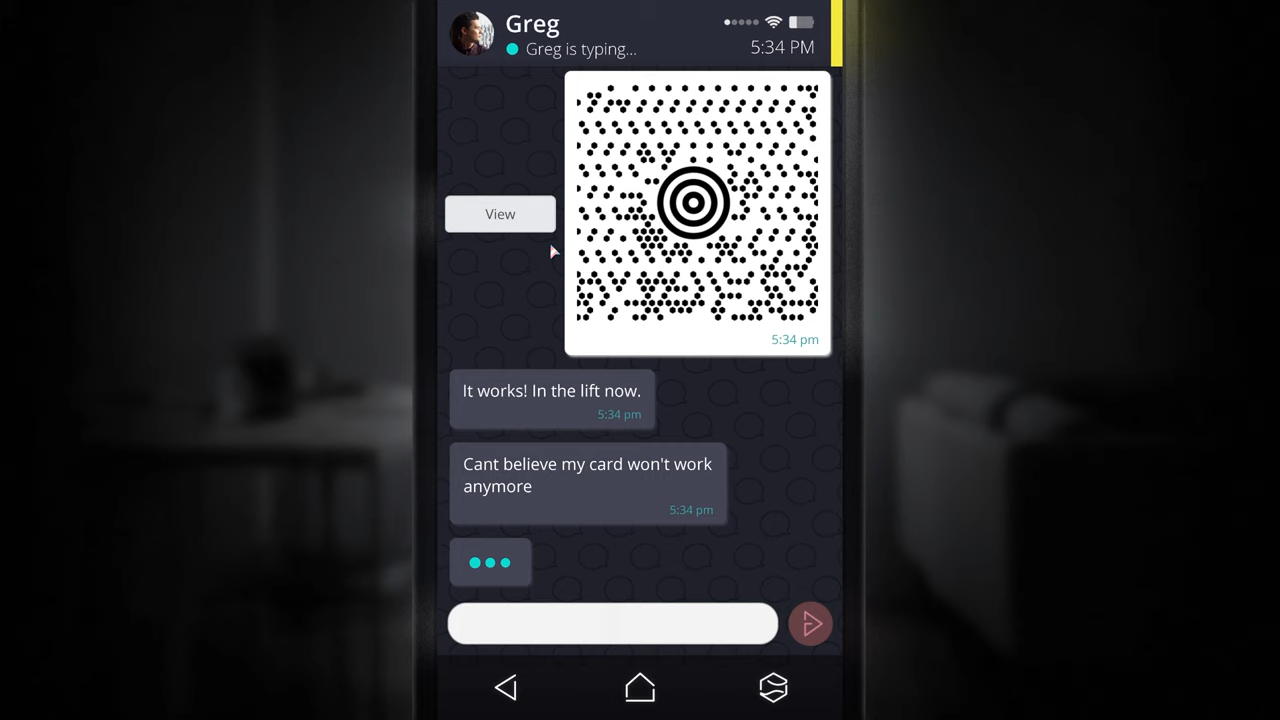 Greg
Greg is typing...
5:34 PM
View
5:34 pm
It works! In the lift now.
5:34 pm
Cant believe my card won't work
anymore
5:34 pm